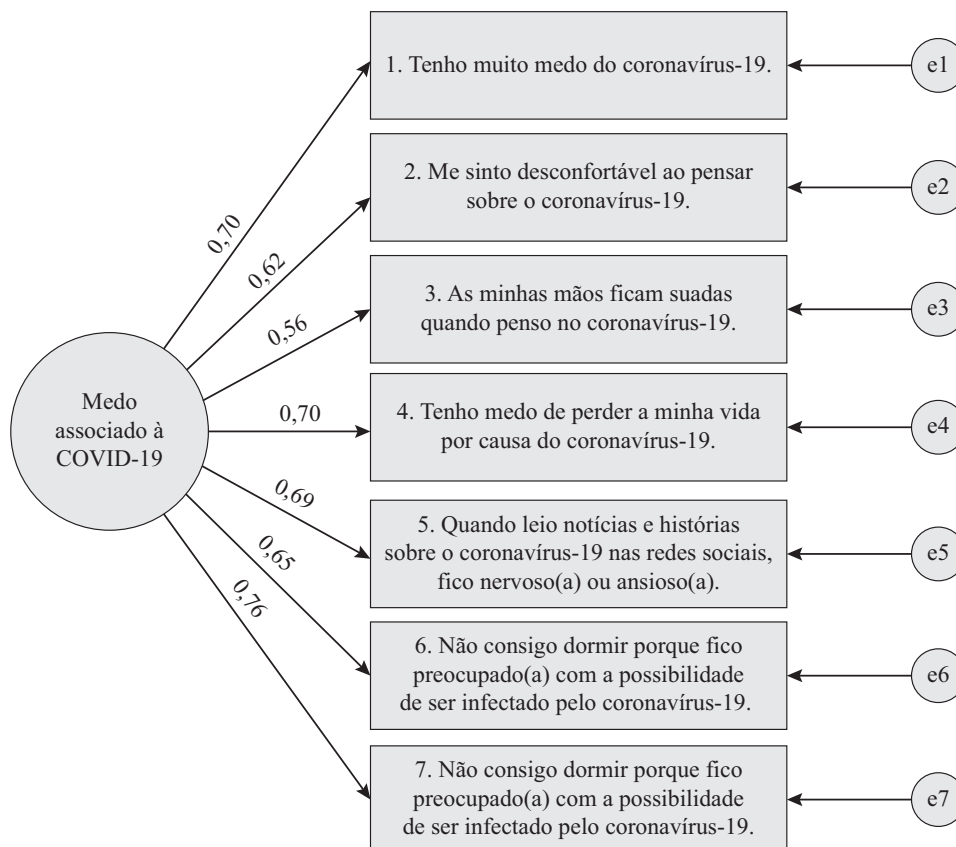 1. Tenho muito medo do coronavírus-19.
e1
2. Me sinto desconfortável ao pensar
sobre o coronavírus-19.
e2
0,70
0,62
3. As minhas mãos ficam suadas
quando penso no coronavírus-19.
e3
0,56
Medo
associado à
COVID-19
0,70
4. Tenho medo de perder a minha vida
por causa do coronavírus-19.
e4
0,69
5. Quando leio notícias e histórias
sobre o coronavírus-19 nas redes sociais,
fico nervoso(a) ou ansioso(a).
e5
0,65
0,76
6. Não consigo dormir porque fico
preocupado(a) com a possibilidade
de ser infectado pelo coronavírus-19.
e6
7. Não consigo dormir porque fico
preocupado(a) com a possibilidade
de ser infectado pelo coronavírus-19.
e7